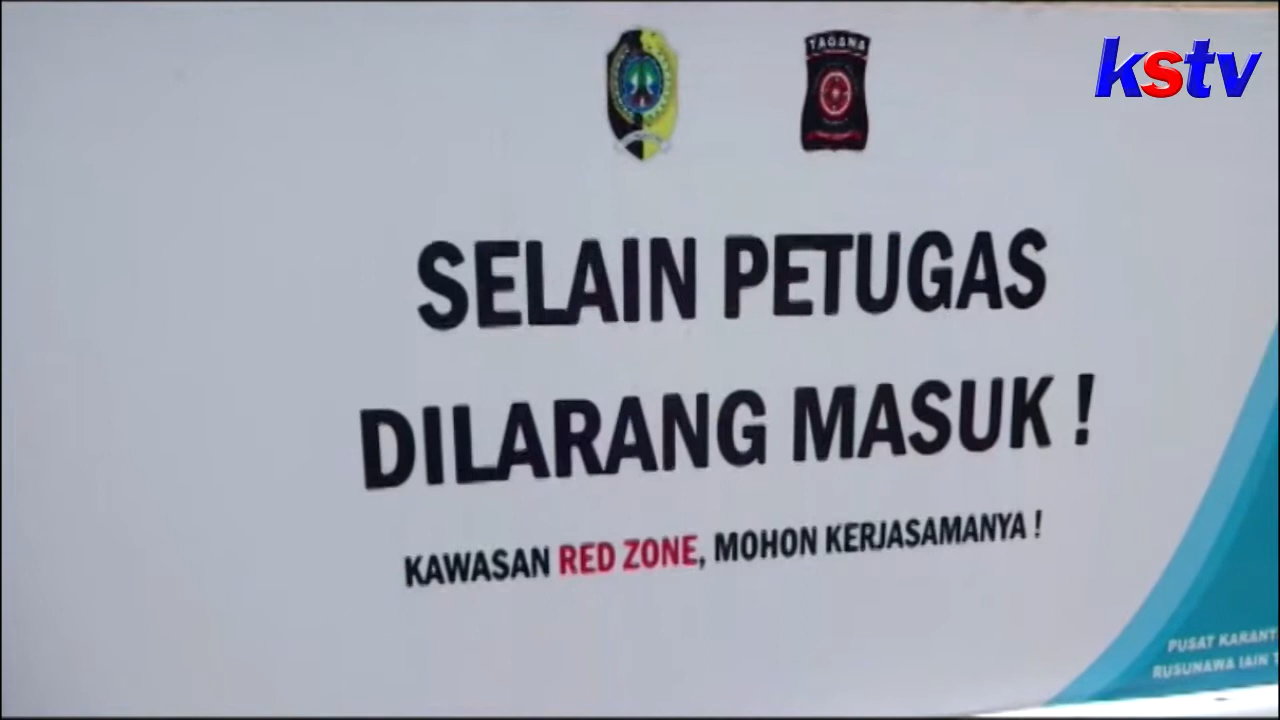 kstv
TAGANA
SELAIN PETUGAS
DILARANG MASUK !
KAWASAN RED ZONE, MOHON KERJASAMANYA !
PUSAT KARANT
RUSUNAWA IAIN T